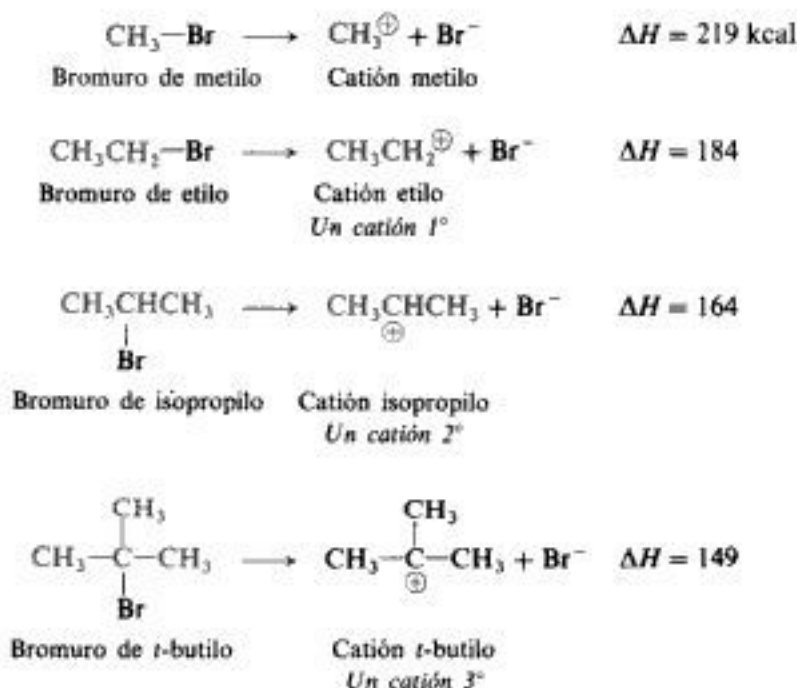 CH₃—Br ⟶ CH₃⊕ + Br⁻ ΔH = 219 kcal
Bromuro de metilo Catión metilo
CH₃CH₂—Br ⟶ CH₃CH₂⊕ + Br⁻ ΔH = 184
Bromuro de etilo Catión etilo
Un catión 1°
CH₃CHCH₃ ⟶ CH₃CHCH₃ + Br⁻ ΔH = 164
⊕
Br
Bromuro de isopropilo Catión isopropilo
Un catión 2°
CH₃ CH₃
CH₃—C—CH₃ ⟶ CH₃—C—CH₃ + Br⁻ ΔH = 149
⊕
Br
Bromuro de t-butilo Catión t-butilo
Un catión 3°